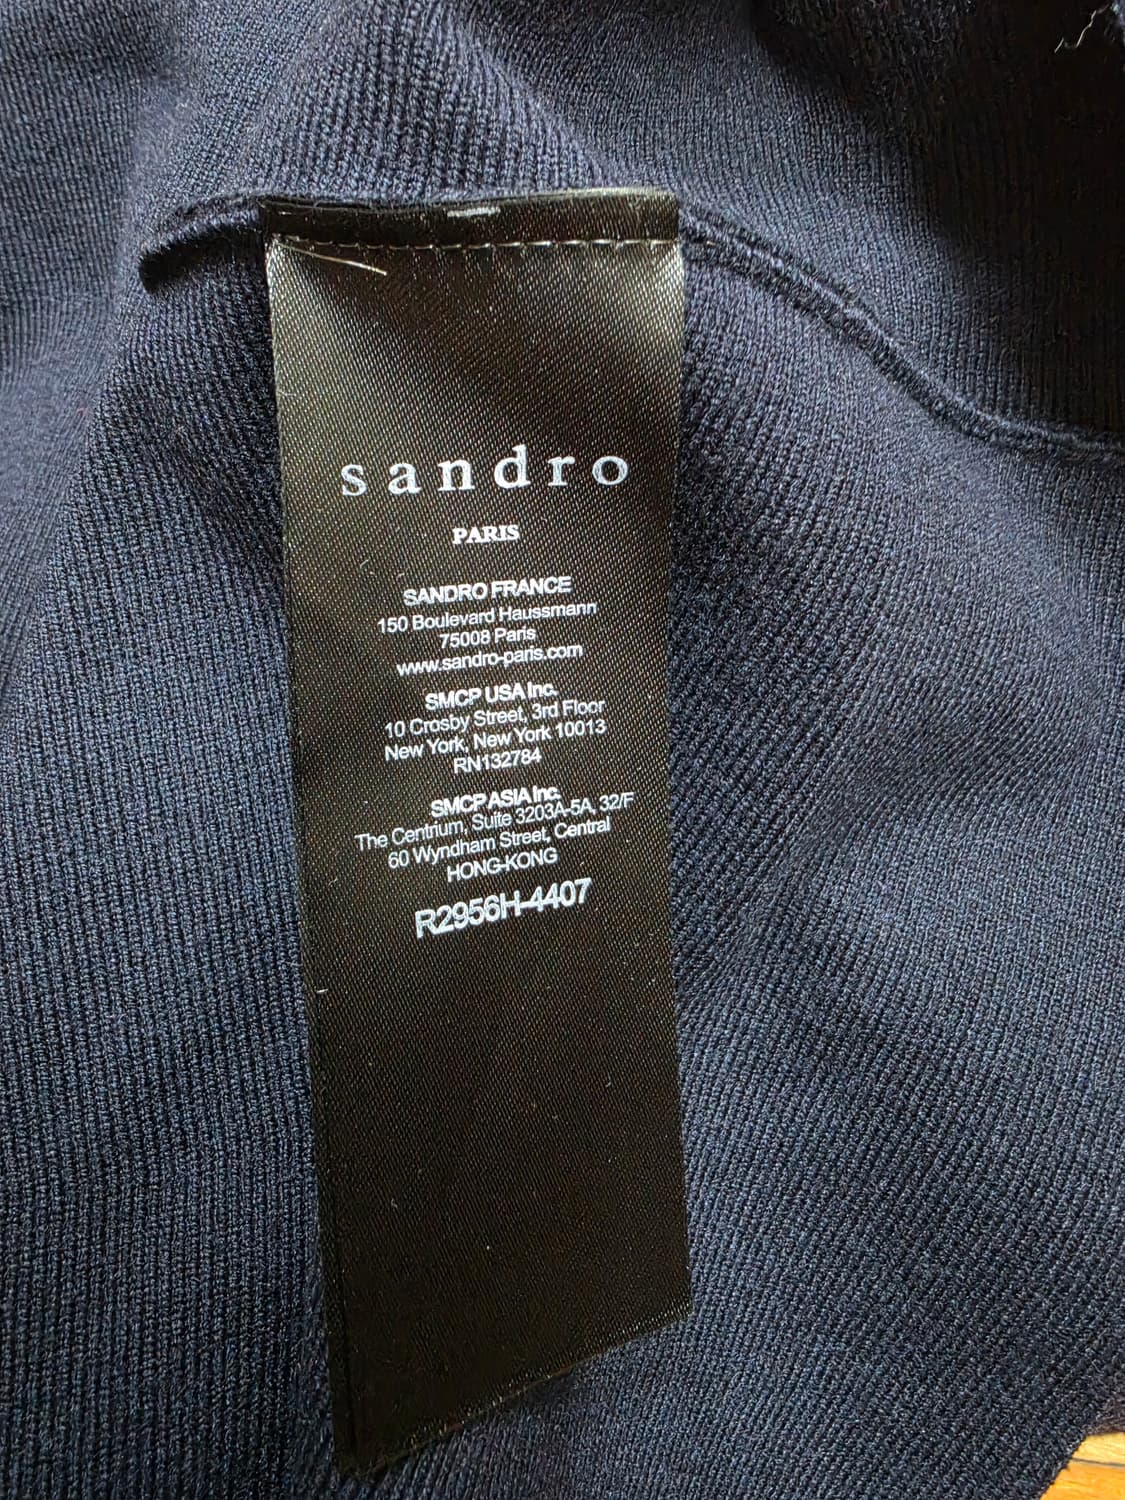 sandro
PARIS
SANDRO FRANCE
150 Boulevard Haussmann
75008 Paris
www.sandro-paris.com
SMCP USA Inc.
10 Crosby Street, 3rd Floor
New York, New York 10013
RN132784
SMCP ASIA Inc.
The Centrium, Suite 3203A-5A, 32/F
60 Wyndham Street, Central
HONG-KONG
R2956H-4407